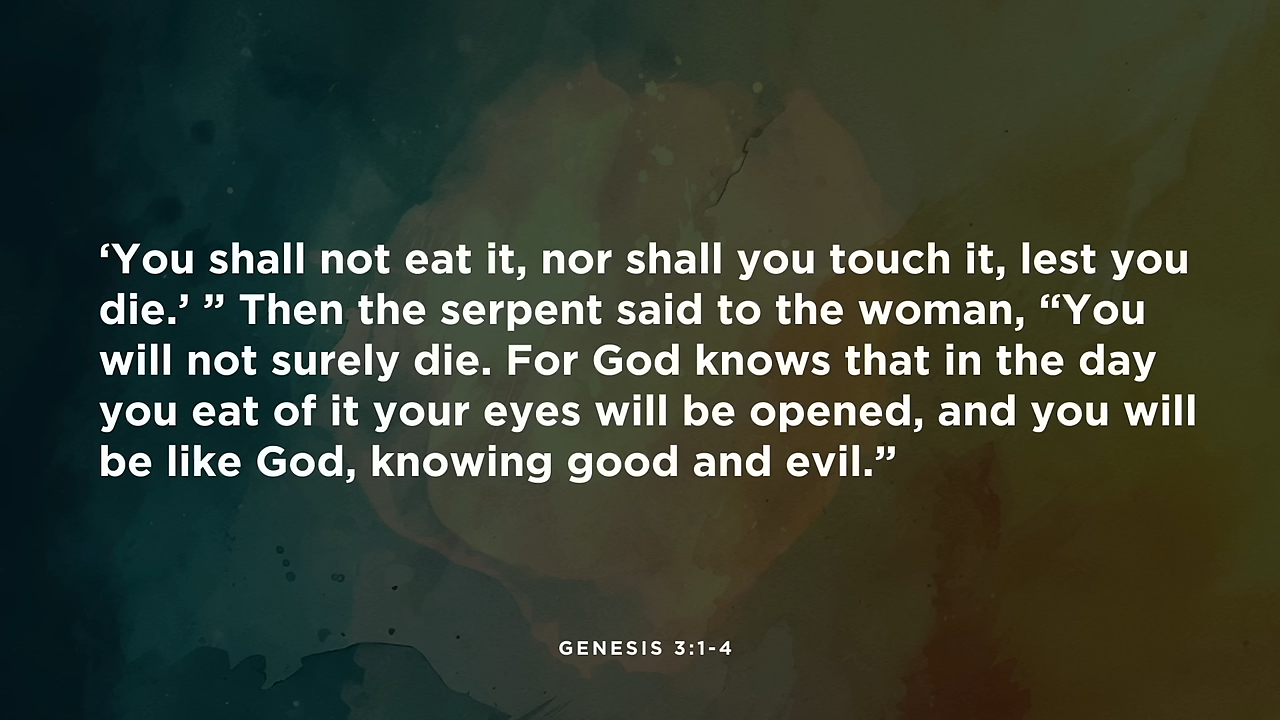 ‘You shall not eat it, nor shall you touch it, lest you
die.’ ” Then the serpent said to the woman, “You
will not surely die. For God knows that in the day
you eat of it your eyes will be opened, and you will
be like God, knowing good and evil.”
GENESIS 3:1-4